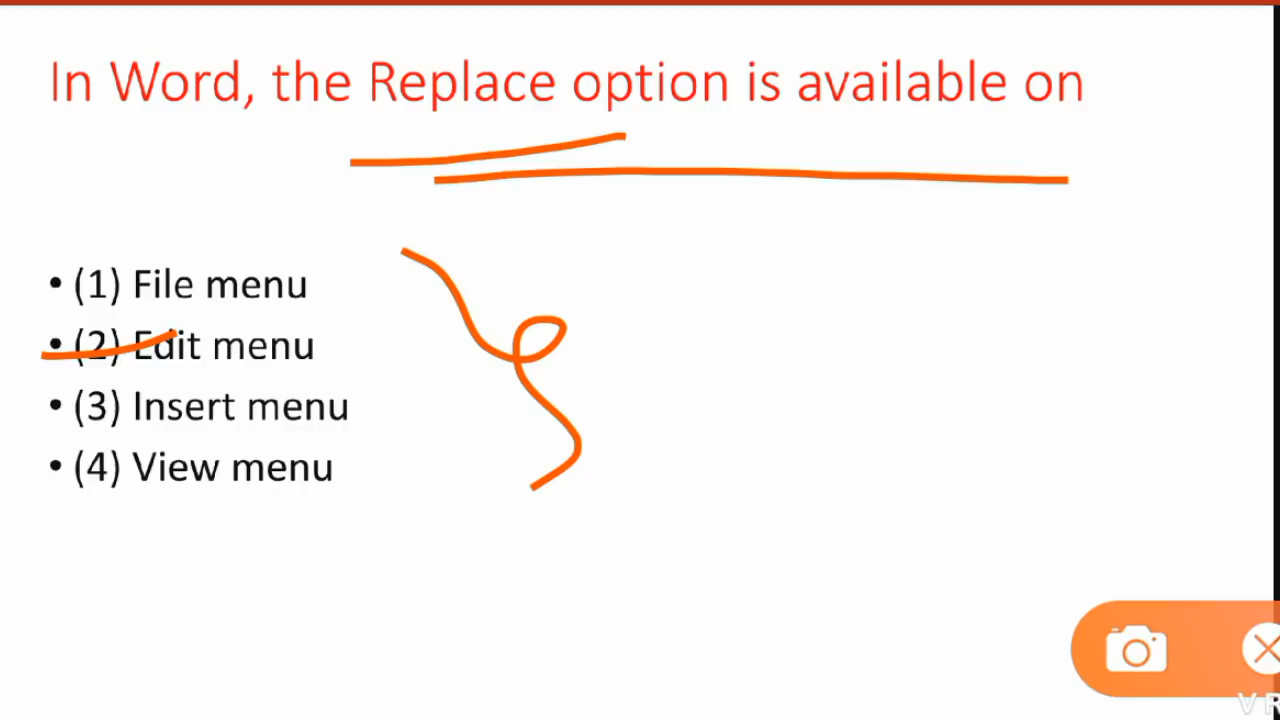 In Word, the Replace option is available on
• (1) File menu
• (2) Edit menu
• (3) Insert menu
• (4) View menu